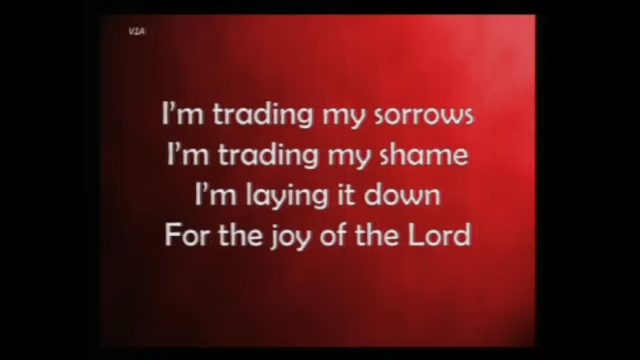 VIA
I'm trading my sorrows
I'm trading my shame
I'm laying it down
For the joy of the Lord